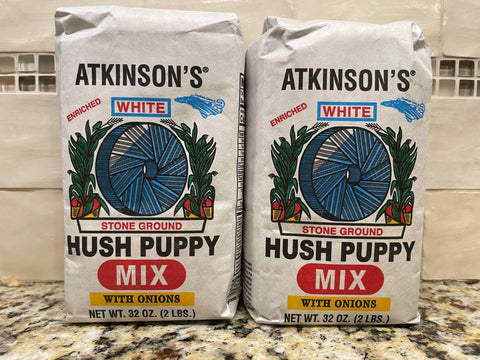 ATKINSON'S®
ENRICHED
WHITE
STONE GROUND
HUSH PUPPY
MIX
WITH ONIONS
NET WT. 32 OZ. (2 LBS.)
ATKINSON'S®
ENRICHED
WHITE
STONE GROUND
HUSH PUPPY
MIX
WITH ONIONS
NET WT. 32 OZ. (2 LBS.)